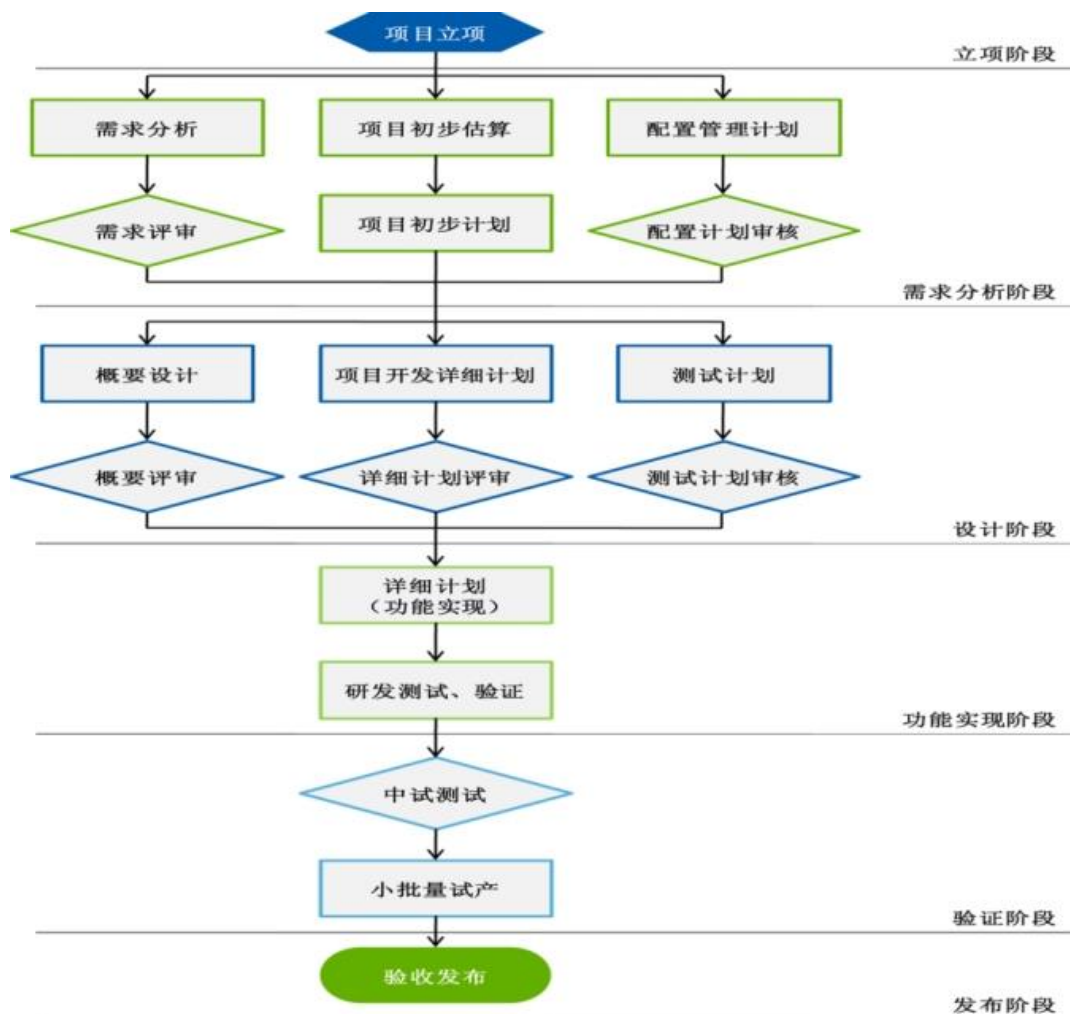 项目立项
立项阶段
需求分析
项目初步估算
配置管理计划
需求评审
项目初步计划
配置计划审核
需求分析阶段
概要设计
项目开发详细计划
测试计划
概要评审
详细计划评审
测试计划审核
设计阶段
详细计划
（功能实现）
研发测试、验证
功能实现阶段
中试测试
小批量试产
验证阶段
验收发布
发布阶段